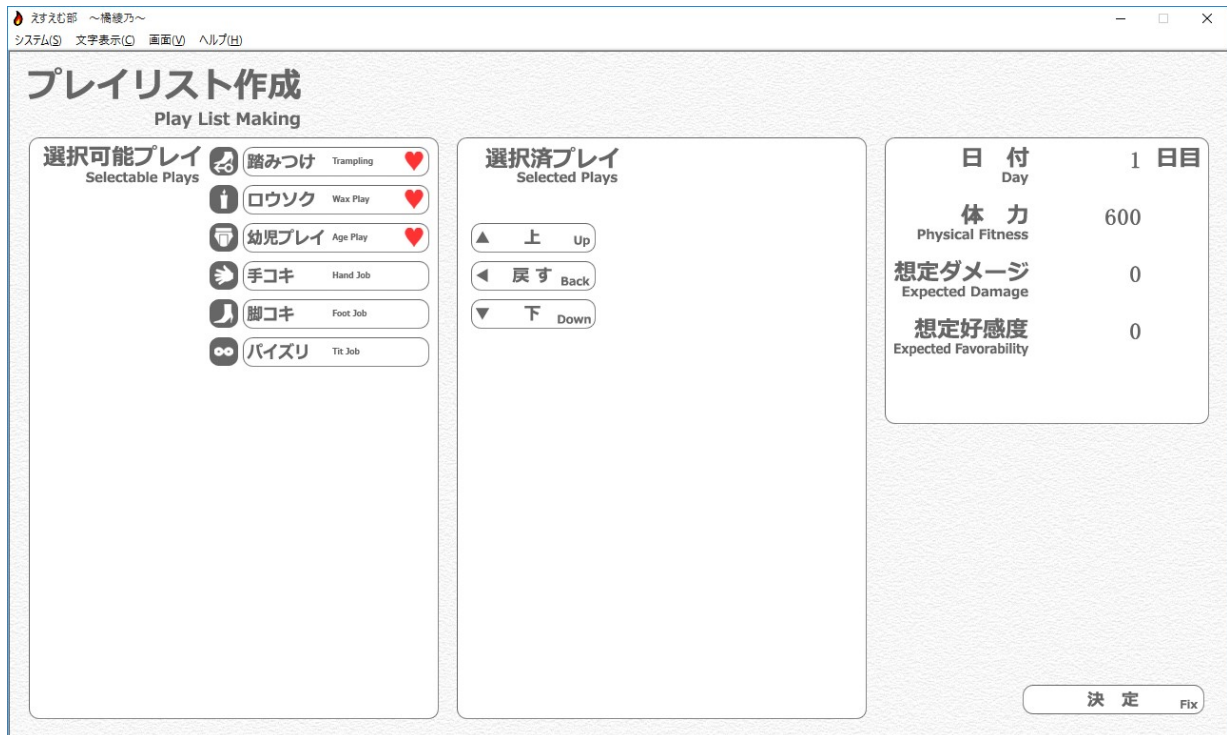 えすえむ部 ～橘綾乃～
システム(S) 文字表示(C) 画面(V) ヘルプ(H)
プレイリスト作成
Play List Making
選択可能プレイ
Selectable Plays
踏みつけ Trampling
ロウソク Wax Play
幼児プレイ Age Play
手コキ Hand Job
脚コキ Foot Job
パイズリ Tit Job
選択済プレイ
Selected Plays
▲ 上 Up
◀ 戻す Back
▼ 下 Down
日付 1 日目
Day
体力 600
Physical Fitness
想定ダメージ 0
Expected Damage
想定好感度 0
Expected Favorability
決定 Fix